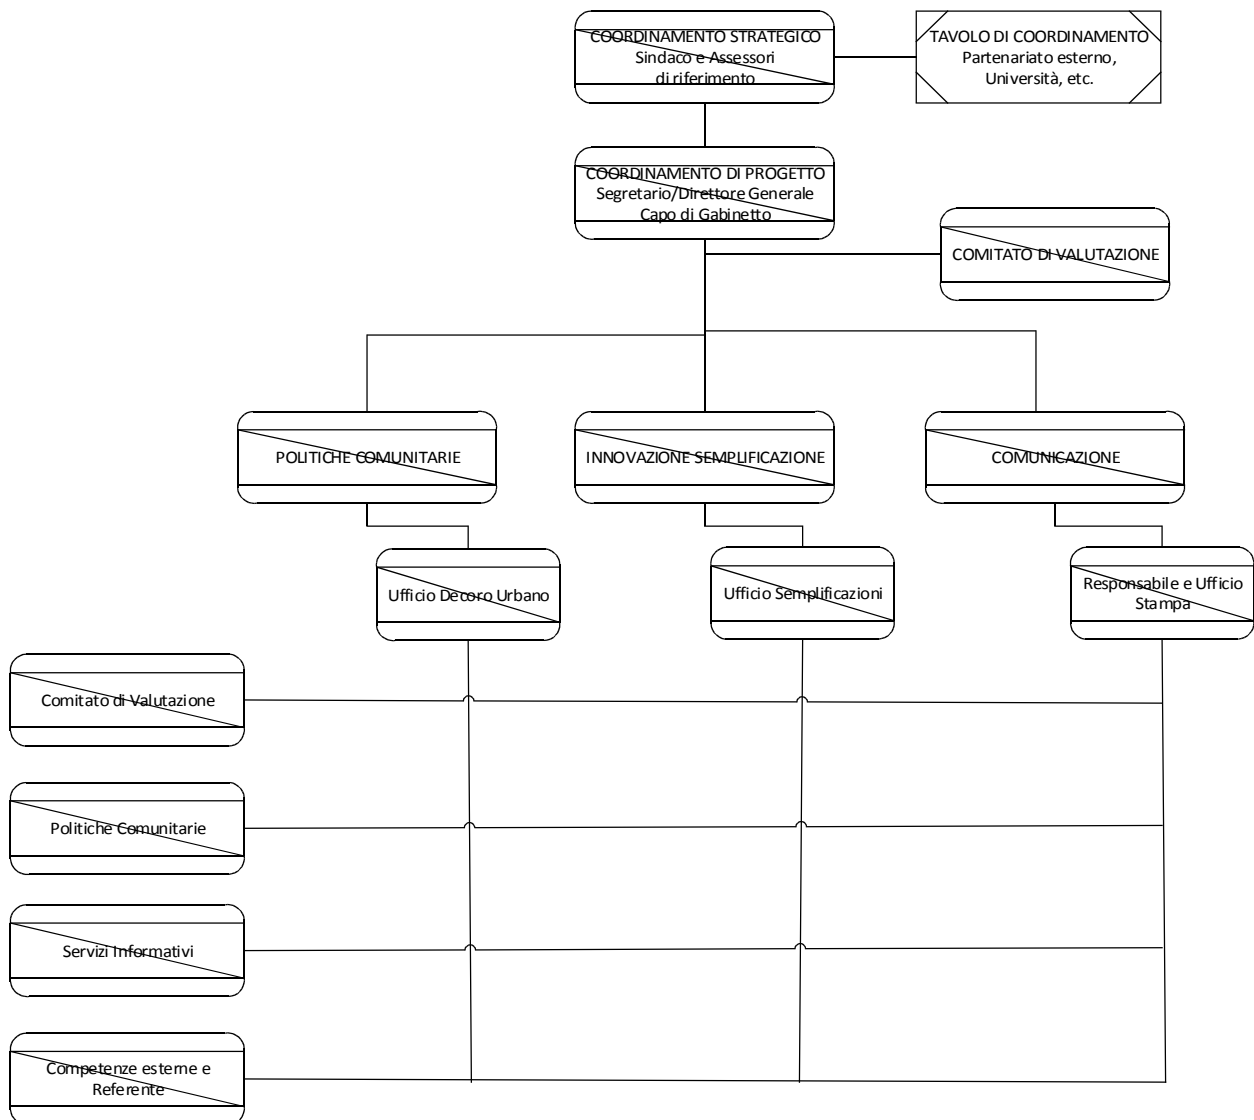 COORDINAMENTO STRATEGICO
Sindaco e Assessori
di riferimento
TAVOLO DI COORDINAMENTO
Partenariato esterno,
Università, etc.
COORDINAMENTO DI PROGETTO
Segretario/Direttore Generale
Capo di Gabinetto
COMITATO DI VALUTAZIONE
POLITICHE COMUNITARIE
INNOVAZIONE SEMPLIFICAZIONE
COMUNICAZIONE
Ufficio Decoro Urbano
Ufficio Semplificazioni
Responsabile e Ufficio
Stampa
Comitato di Valutazione
Politiche Comunitarie
Servizi Informativi
Competenze esterne e
Referente